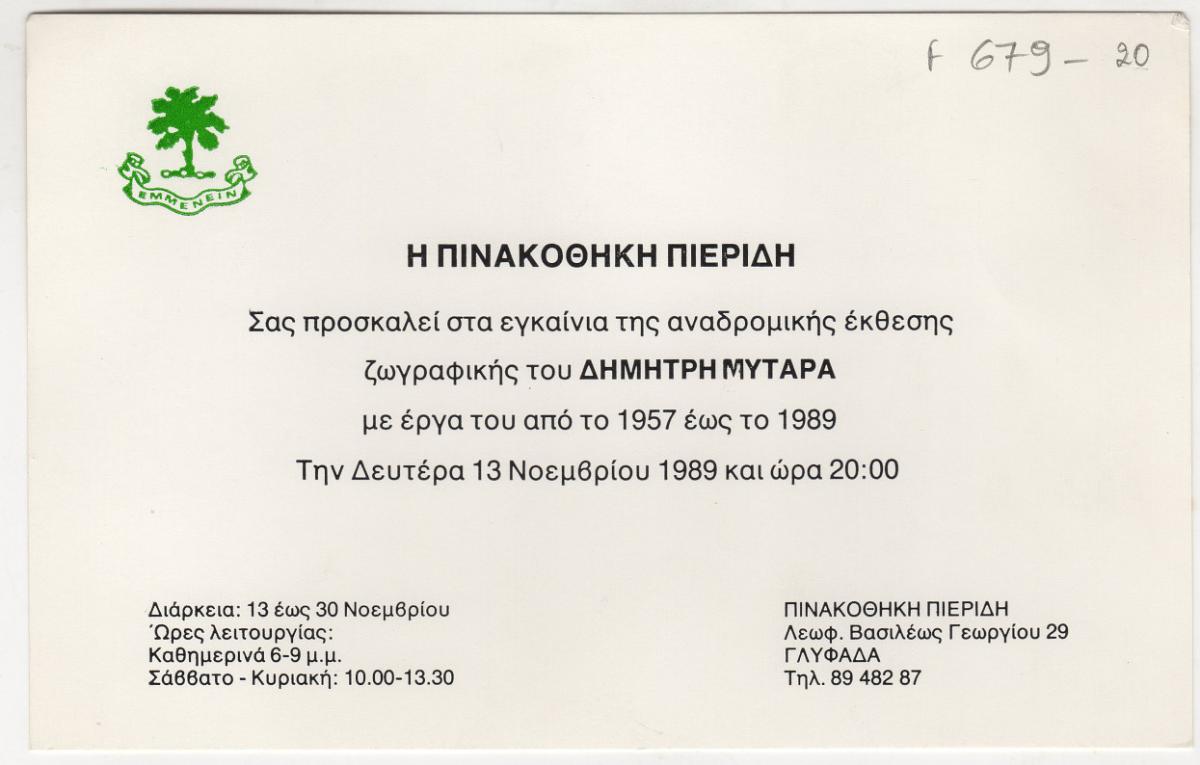 f 679 - 20
ΕΜΜΕΝΕΙΝ
Η ΠΙΝΑΚΟΘΗΚΗ ΠΙΕΡΙΔΗ
Σας προσκαλεί στα εγκαίνια της αναδρομικής έκθεσης
ζωγραφικής του ΔΗΜΗΤΡΗ ΜΥΤΑΡΑ
με έργα του από το 1957 έως το 1989
Την Δευτέρα 13 Νοεμβρίου 1989 και ώρα 20:00
Διάρκεια: 13 έως 30 Νοεμβρίου
Ώρες λειτουργίας:
Καθημερινά 6-9 μ.μ.
Σάββατο - Κυριακή: 10.00-13.30
ΠΙΝΑΚΟΘΗΚΗ ΠΙΕΡΙΔΗ
Λεωφ. Βασιλέως Γεωργίου 29
ΓΛΥΦΑΔΑ
Τηλ. 89 482 87